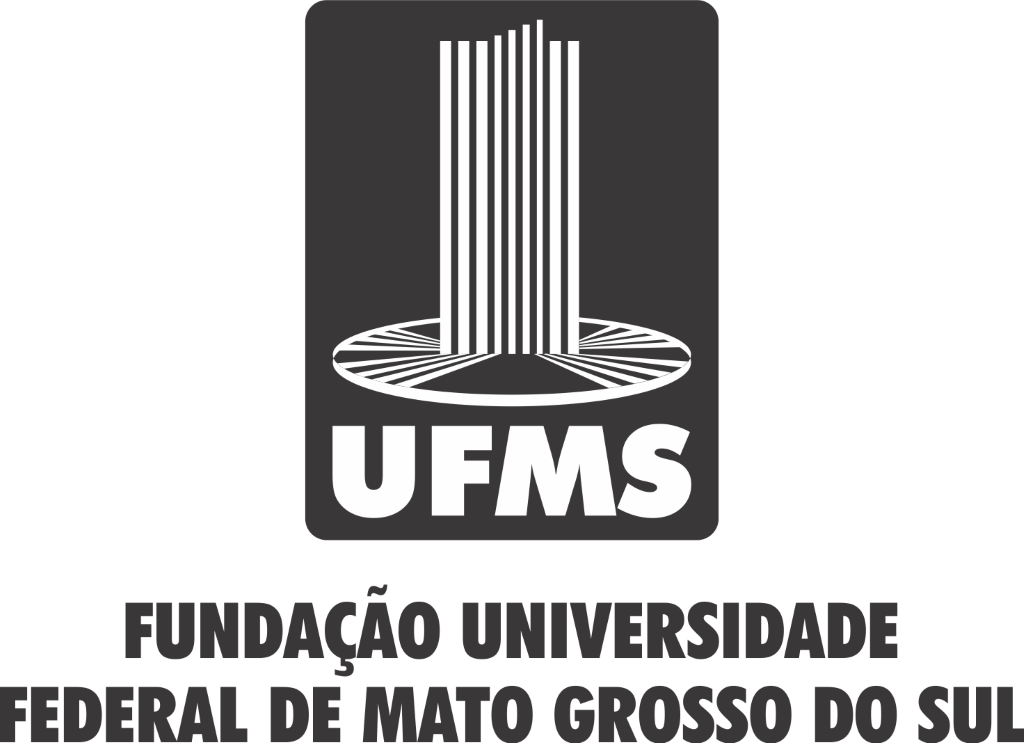 UFMS
FUNDAÇÃO UNIVERSIDADE
FEDERAL DE MATO GROSSO DO SUL